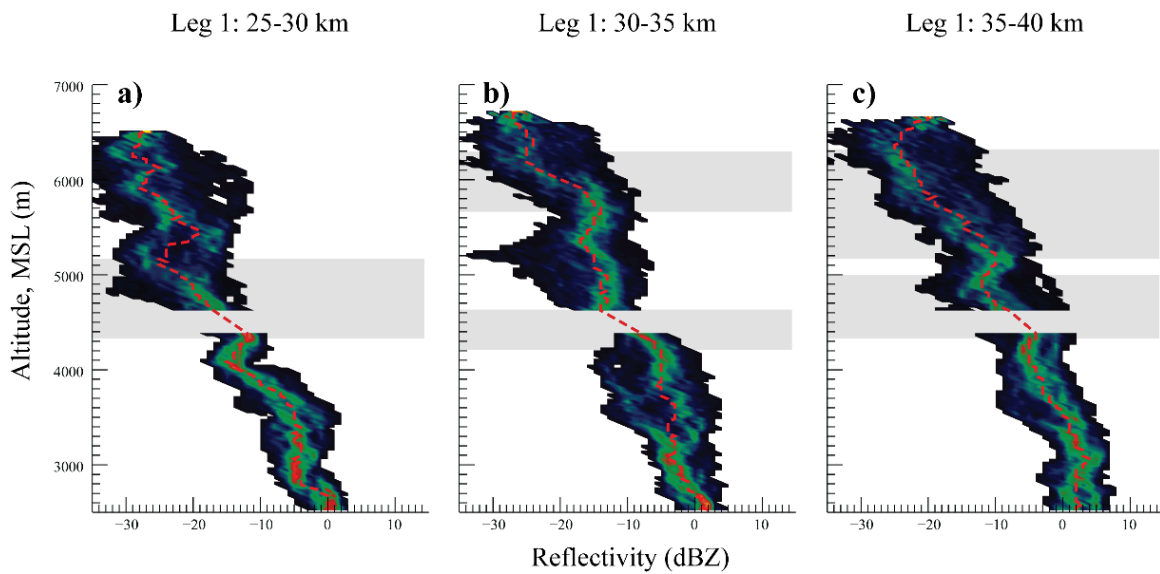 Leg 1: 25-30 km
Leg 1: 30-35 km
Leg 1: 35-40 km
a)
b)
c)
7000
6000
5000
4000
3000
Altitude, MSL (m)
−30 −20 −10 0 10
−30 −20 −10 0 10
−30 −20 −10 0 10
Reflectivity (dBZ)